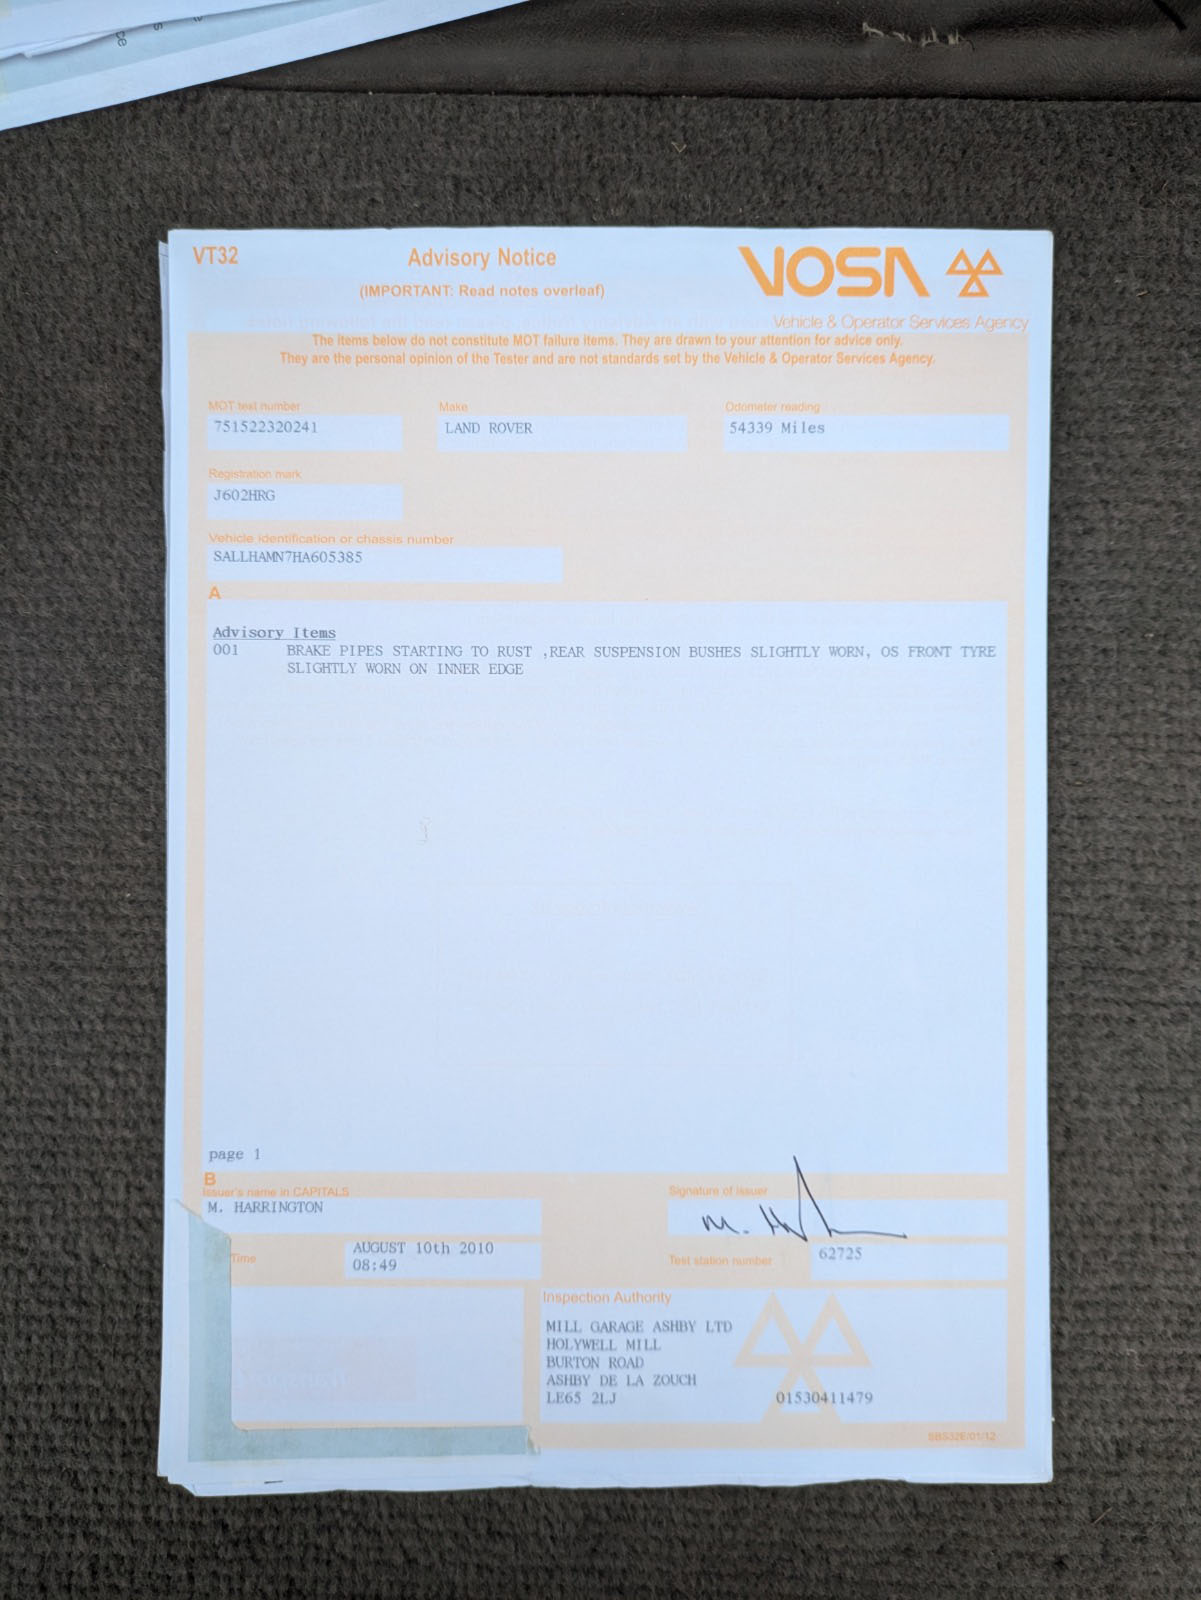 ce
s
VT32
Advisory Notice
(IMPORTANT: Read notes overleaf)
VOSA
Vehicle & Operator Services Agency
The items below do not constitute MOT failure items. They are drawn to your attention for advice only.
They are the personal opinion of the Tester and are not standards set by the Vehicle & Operator Services Agency.
MOT test number Make Odometer reading
751522320241 LAND ROVER 54339 Miles
Registration mark
J602HRG
Vehicle identification or chassis number
SALLHAMN7HA605385
A
Advisory Items
001 BRAKE PIPES STARTING TO RUST ,REAR SUSPENSION BUSHES SLIGHTLY WORN, OS FRONT TYRE
SLIGHTLY WORN ON INNER EDGE
page 1
B
Issuer's name in CAPITALS Signature of issuer
M. HARRINGTON
M. H
AUGUST 10th 2010
Time 08:49
Test station number 62725
Inspection Authority
MILL GARAGE ASHBY LTD
HOLYWELL MILL
BURTON ROAD
ASHBY DE LA ZOUCH
LE65 2LJ 01530411479
SBS32E/01/12